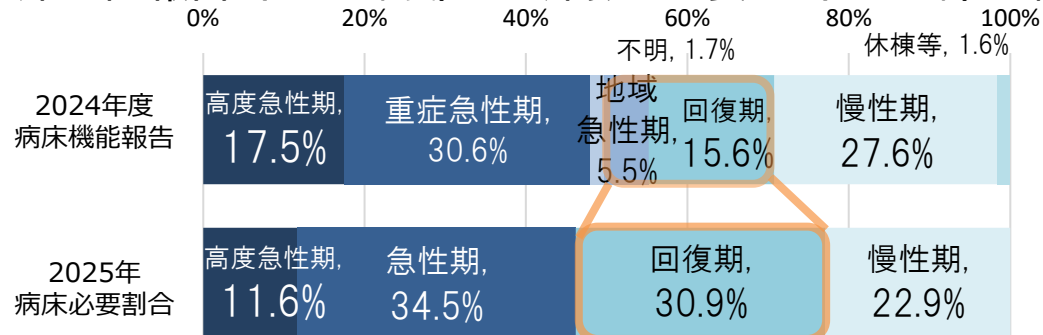 0%
20%
40%
60%
80%
100%
不明, 1.7%
休棟等, 1.6%
2024年度
病床機能報告
高度急性期,
17.5%
重症急性期,
30.6%
地域
急性期,
5.5%
回復期,
15.6%
慢性期,
27.6%
2025年
病床必要割合
高度急性期,
11.6%
急性期,
34.5%
回復期,
30.9%
慢性期,
22.9%